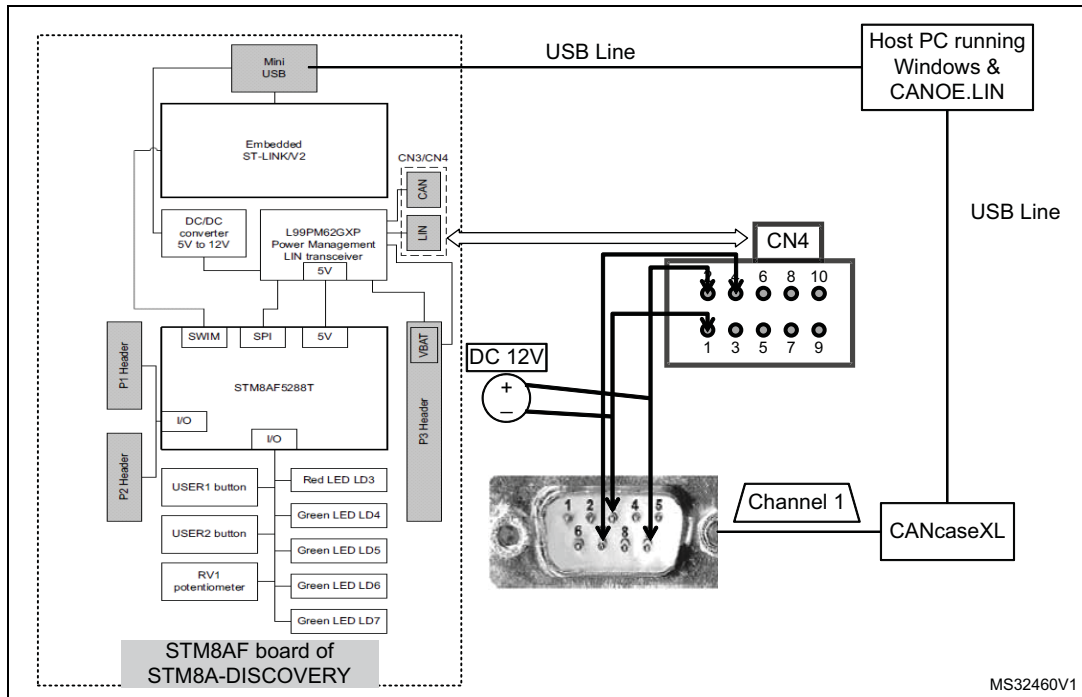 USB Line
Host PC running
Windows &
CANOE.LIN
Mini
USB
Embedded
ST-LINK/V2
CN3/CN4
CAN
LIN
DC/DC
converter
5V to 12V
L99PM62GXP
Power Management
LIN transceiver
5V
USB Line
CN4
6 8 10
1 3 5 7 9
SWIM
SPI
5V
VBAT
P1 Header
STM8AF5288T
DC 12V
+
–
P3 Header
I/O
I/O
P2 Header
USER1 button
Red LED LD3
USER2 button
Green LED LD4
Green LED LD5
RV1
potentiometer
Green LED LD6
Green LED LD7
1 2 4 5
6 8
Channel 1
CANcaseXL
STM8AF board of
STM8A-DISCOVERY
MS32460V1